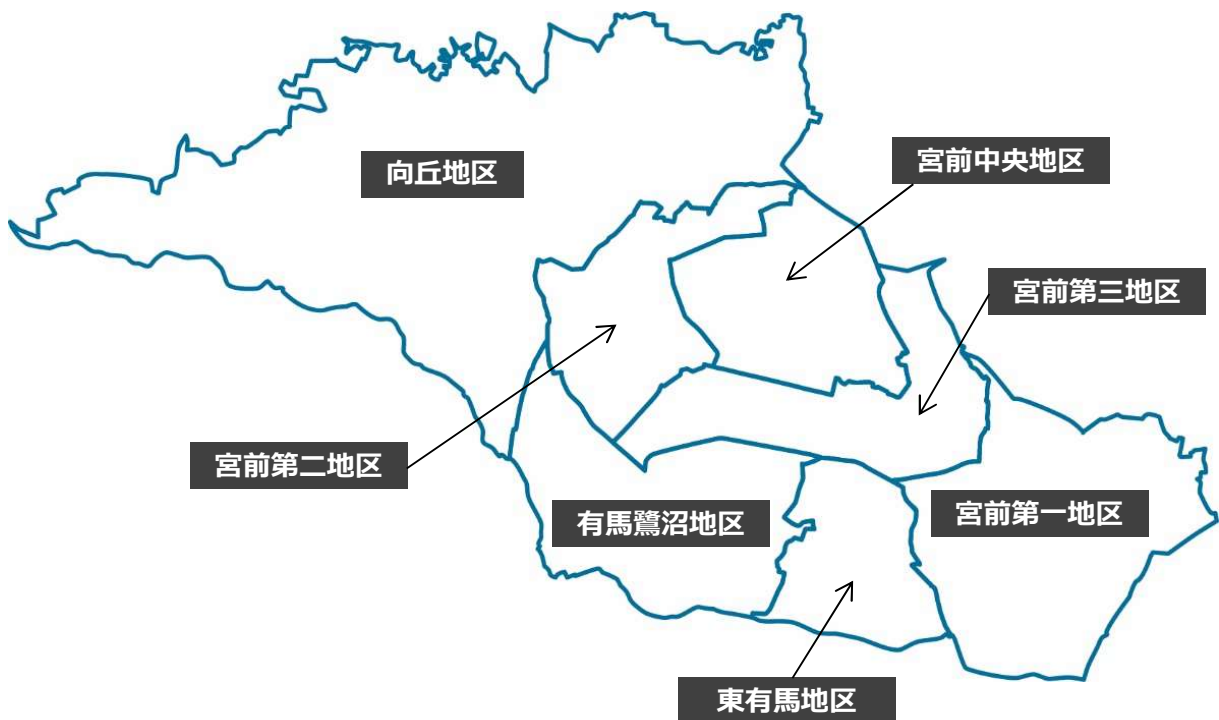 向丘地区
宮前中央地区
宮前第三地区
宮前第二地区
有馬鷺沼地区
宮前第一地区
東有馬地区